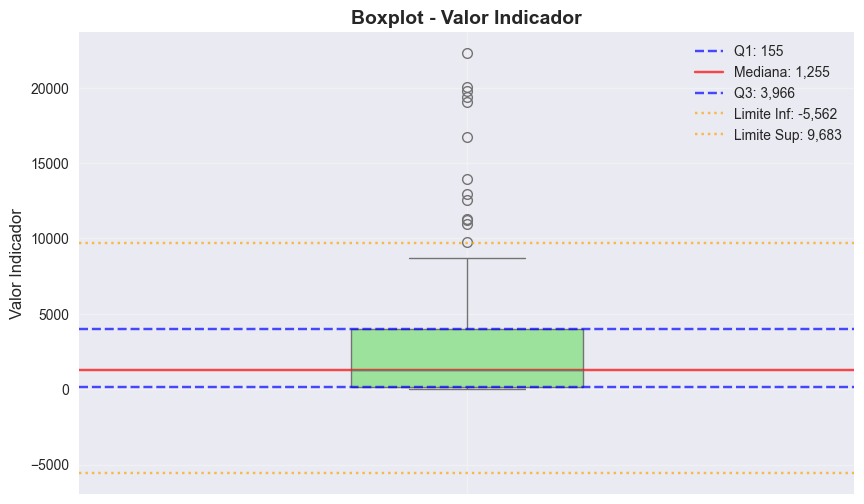 Boxplot - Valor Indicador
Q1: 155
Mediana: 1,255
Q3: 3,966
Limite Inf: -5,562
Limite Sup: 9,683
20000
15000
10000
5000
0
−5000
Valor Indicador